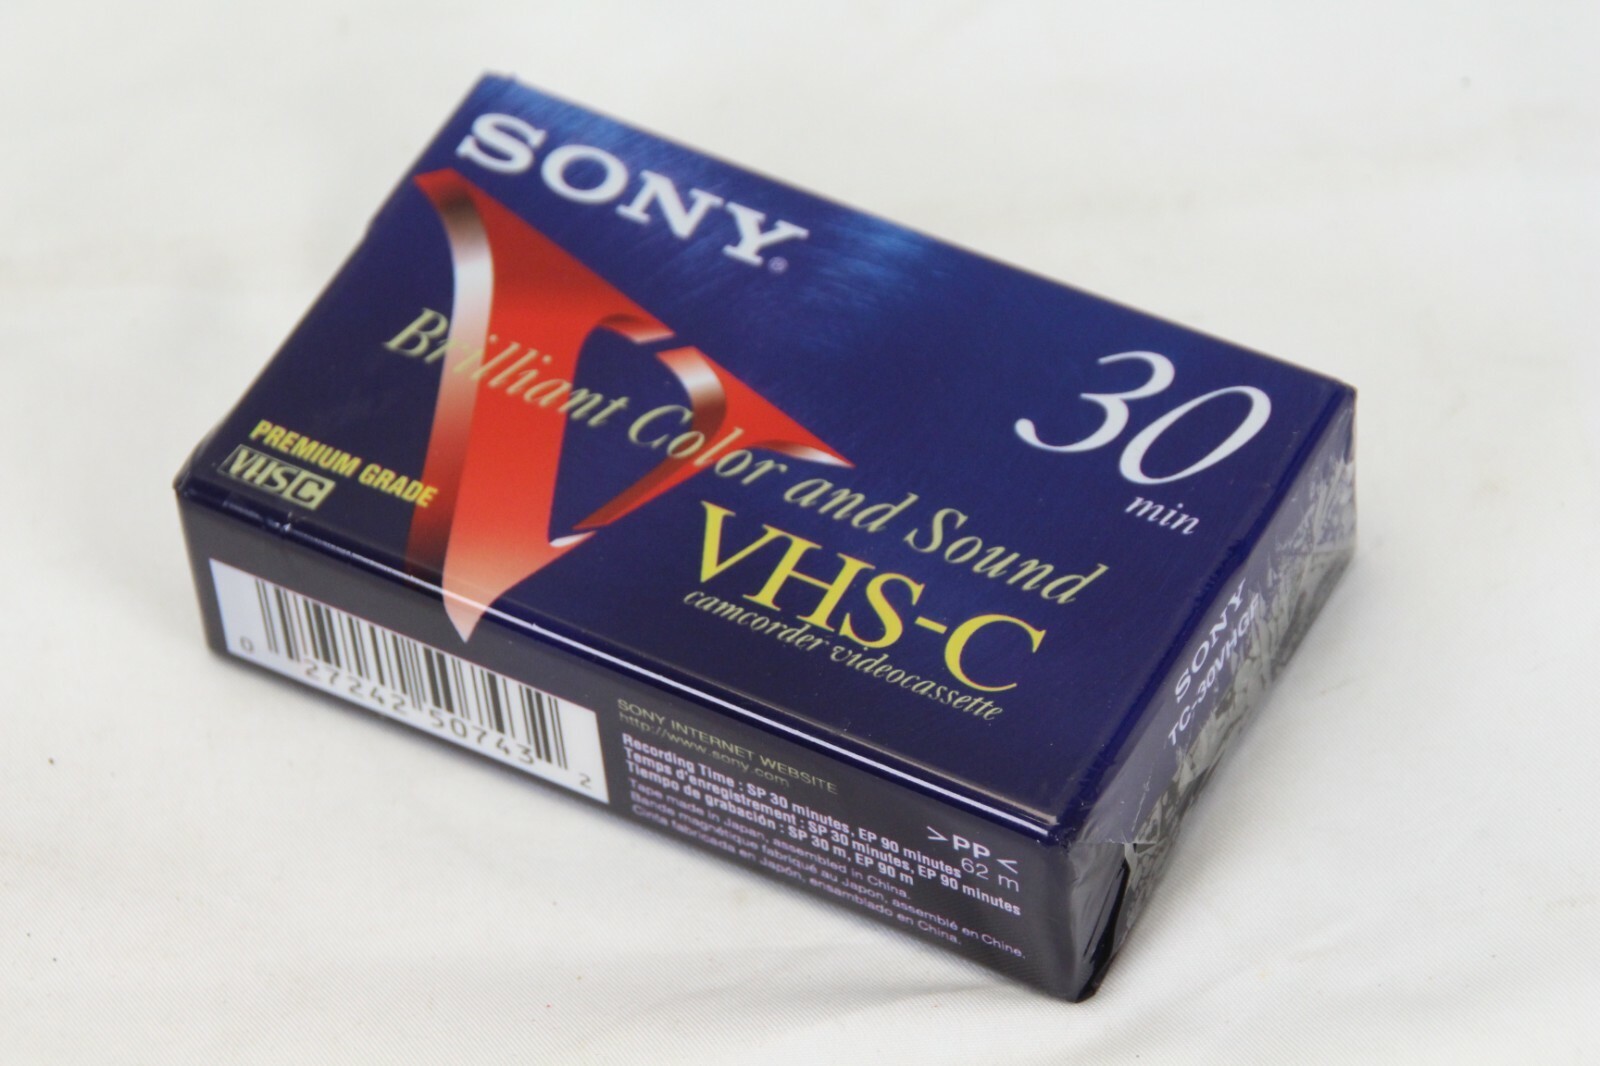 SONY®
Brilliant Color and Sound
30
min
PREMIUM GRADE
VHS C
VHS-C
camcorder videocassette
0 27242 50743 2
SONY INTERNET WEBSITE
http://www.sony.com
Recording Time : SP 30 minutes, EP 90 minutes
Temps d'enregistrement : SP 30 minutes, EP 90 minutes
Tiempo de grabación : SP 30 m, EP 90 m
Tape made in Japan, assembled in China.
Bande magnétique fabriqué au Japon, assemblé en Chine.
Cinta fabricada en Japón, ensamblado en China.
>PP<
62 m
SONY
TC-30VHGP